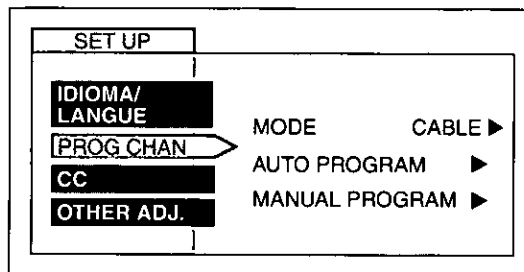 SET UP
IDIOMA/
LANGUE
PROG CHAN
CC
OTHER ADJ.
MODE CABLE ▶
AUTO PROGRAM ▶
MANUAL PROGRAM ▶